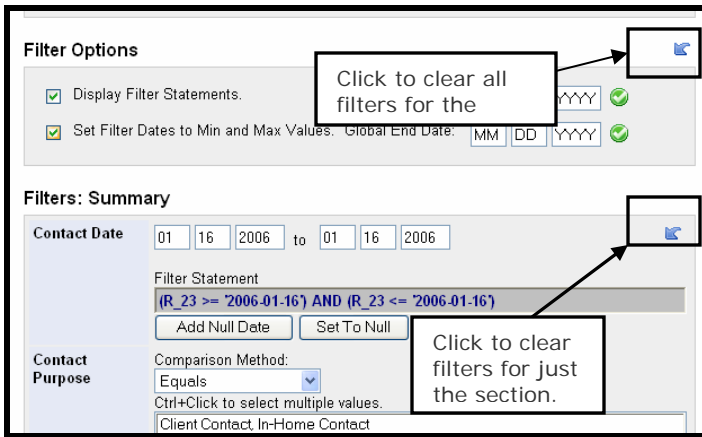 Filter Options
Click to clear all
filters for the
Display Filter Statements.
YYYY
Set Filter Dates to Min and Max Values. Global End Date: MM DD YYYY
Filters: Summary
Contact Date
01 16 2006 to 01 16 2006
Filter Statement
(R_23 >= '2006-01-16') AND (R_23 <= '2006-01-16')
Add Null Date Set To Null
Click to clear
filters for just
the section.
Contact
Purpose
Comparison Method:
Equals
Ctrl+Click to select multiple values.
Client Contact, In-Home Contact